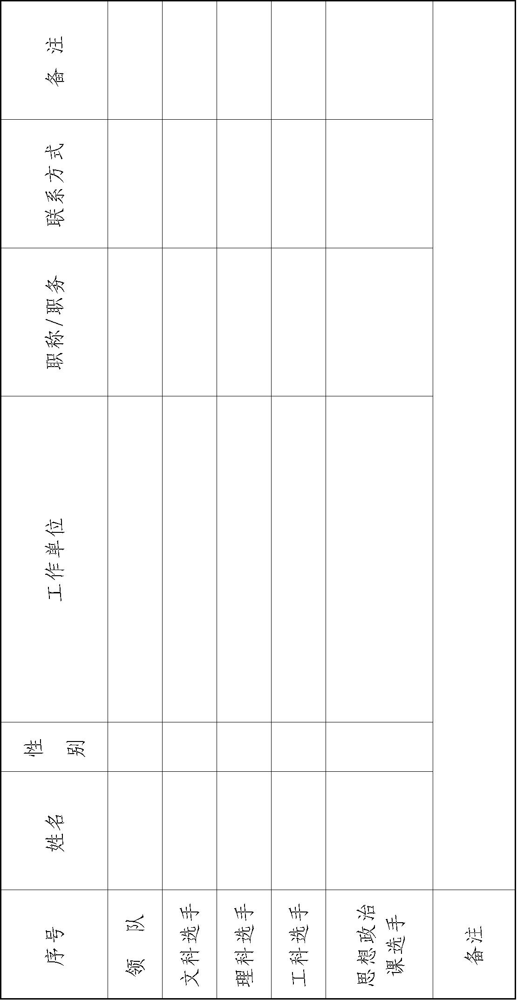 序号
姓名
性
别
工作单位
职称/职务
联系方式
备 注
领 队
文科选手
理科选手
工科选手
思想政治
课选手
备注